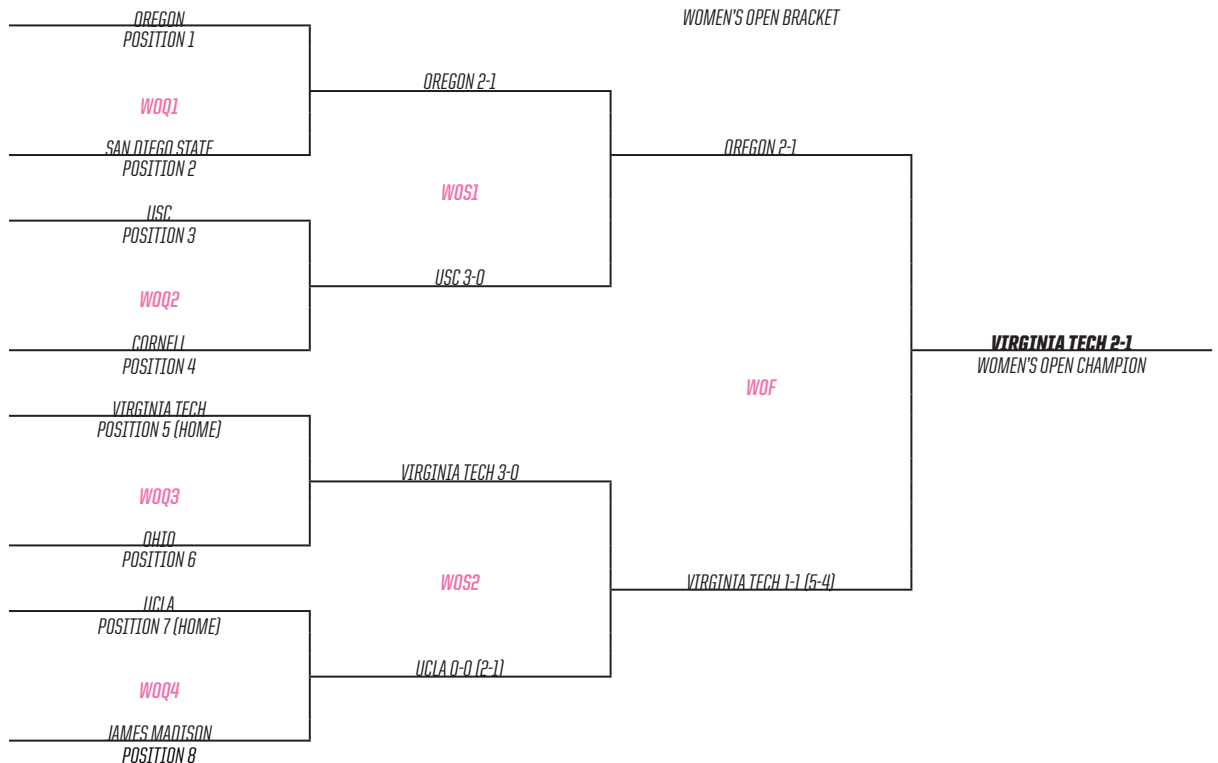 WOMEN'S OPEN BRACKET
OREGON
POSITION 1
WOQ1
SAN DIEGO STATE
POSITION 2
USC
POSITION 3
WOQ2
CORNELL
POSITION 4
VIRGINIA TECH
POSITION 5 (HOME)
WOQ3
OHIO
POSITION 6
UCLA
POSITION 7 (HOME)
WOQ4
JAMES MADISON
POSITION 8
OREGON 2-1
WOS1
USC 3-0
VIRGINIA TECH 3-0
WOS2
UCLA 0-0 (2-1)
OREGON 2-1
WOF
VIRGINIA TECH 1-1 (5-4)
VIRGINIA TECH 2-1
WOMEN'S OPEN CHAMPION